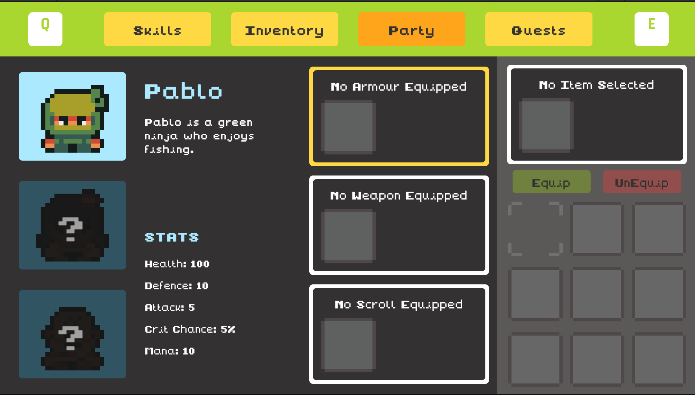 Q
Skills
Inventory
Party
Quests
E
Pablo
Pablo is a green
ninja who enjoys
fishing.
?
STATS
Health: 100
Defence: 10
Attack: 5
Crit Chance: 5%
Mana: 10
?
No Armour Equipped
No Weapon Equipped
No Scroll Equipped
No Item Selected
Equip
UnEquip